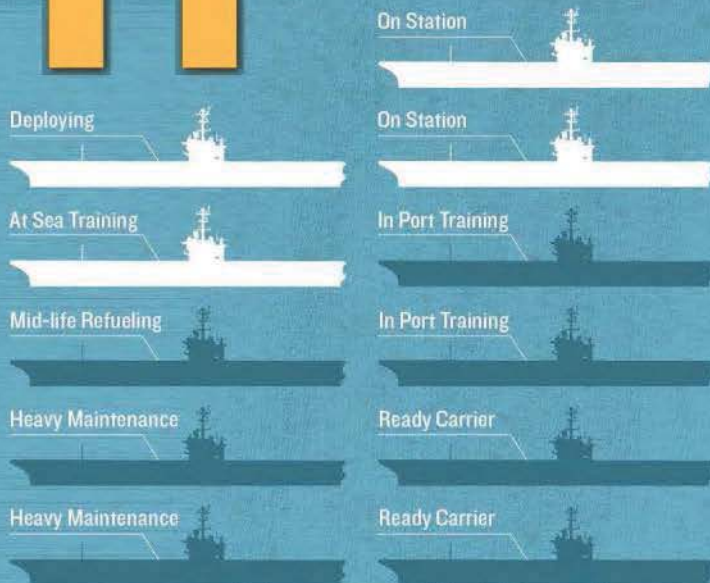 On Station
Deploying
On Station
At Sea Training
In Port Training
Mid-life Refueling
In Port Training
Heavy Maintenance
Ready Carrier
Heavy Maintenance
Ready Carrier